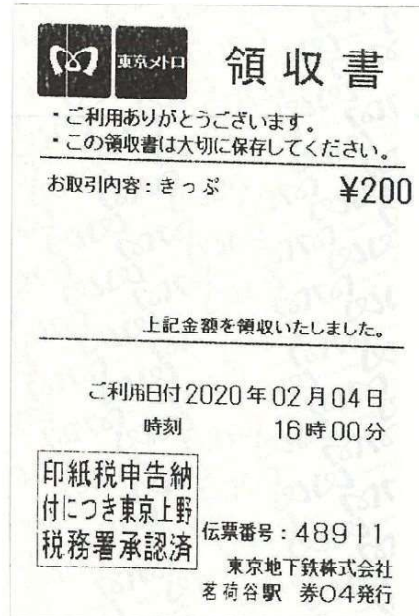 東京メトロ 領収書
・ご利用ありがとうございます。
・この領収書は大切に保存してください。
お取引内容:きっぷ ¥200
上記金額を領収いたしました。
ご利用日付2020年02月04日
時刻 16時00分
印紙税申告納
付につき東京上野
税務署承認済
伝票番号:48911
東京地下鉄株式会社
茗荷谷駅 券04発行